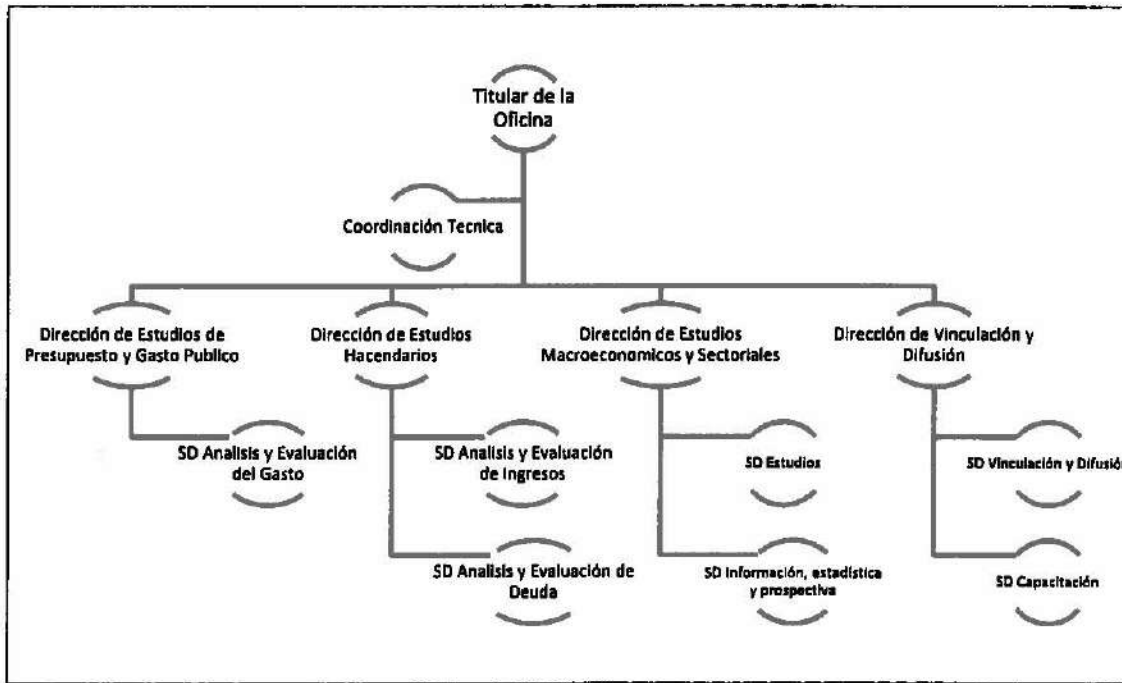 Titular de la
Oficina
Coordinación Tecnica
Dirección de Estudios de
Presupuesto y Gasto Publico
Dirección de Estudios
Hacendarios
Dirección de Estudios
Macroeconomicos y Sectoriales
Dirección de Vinculación y
Difusión
SD Analisis y Evaluación
del Gasto
SD Analisis y Evaluación
de Ingresos
SD Estudios
SD Vinculación y Difusión
SD Analisis y Evaluación de
Deuda
SD Información, estadística
y prospectiva
SD Capacitación